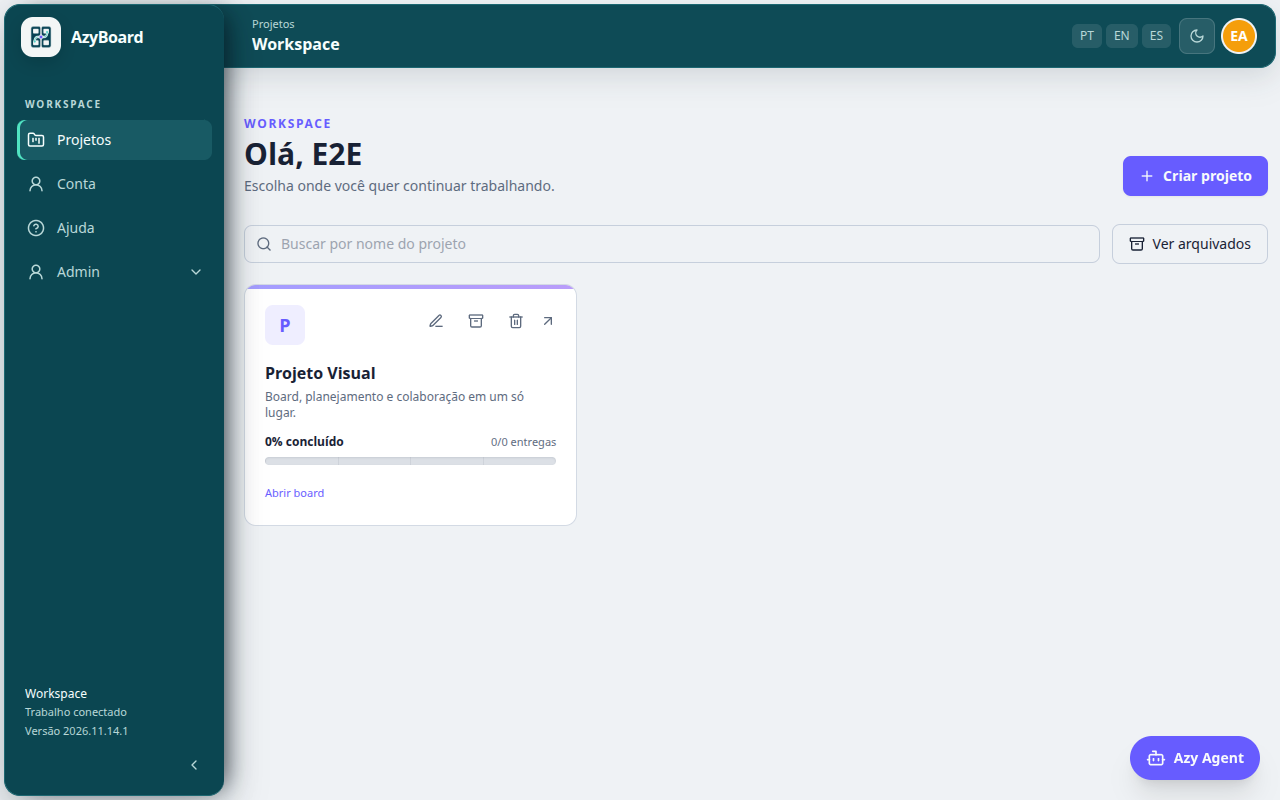 AzyBoard
Projetos
Workspace
PT
EN
ES
EA
WORKSPACE
Projetos
Conta
Ajuda
Admin
WORKSPACE
Olá, E2E
Escolha onde você quer continuar trabalhando.
Criar projeto
Buscar por nome do projeto
Ver arquivados
P
Projeto Visual
Board, planejamento e colaboração em um só
lugar.
0% concluído
0/0 entregas
Abrir board
Workspace
Trabalho conectado
Versão 2026.11.14.1
Azy Agent